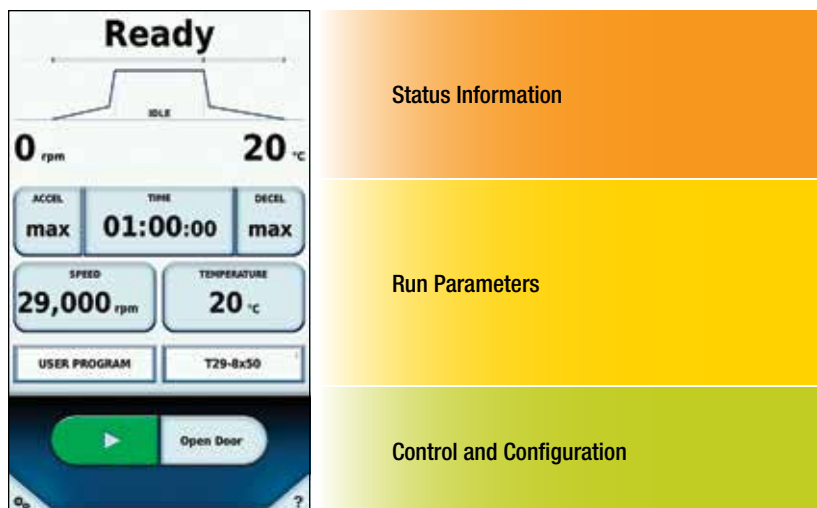 Ready
IDLE
0 rpm
20 °C
ACCEL
max
TIME
01:00:00
DECEL
max
SPEED
29,000 rpm
TEMPERATURE
20 °C
USER PROGRAM
T29-8x50
Open Door
?
Status Information
Run Parameters
Control and Configuration